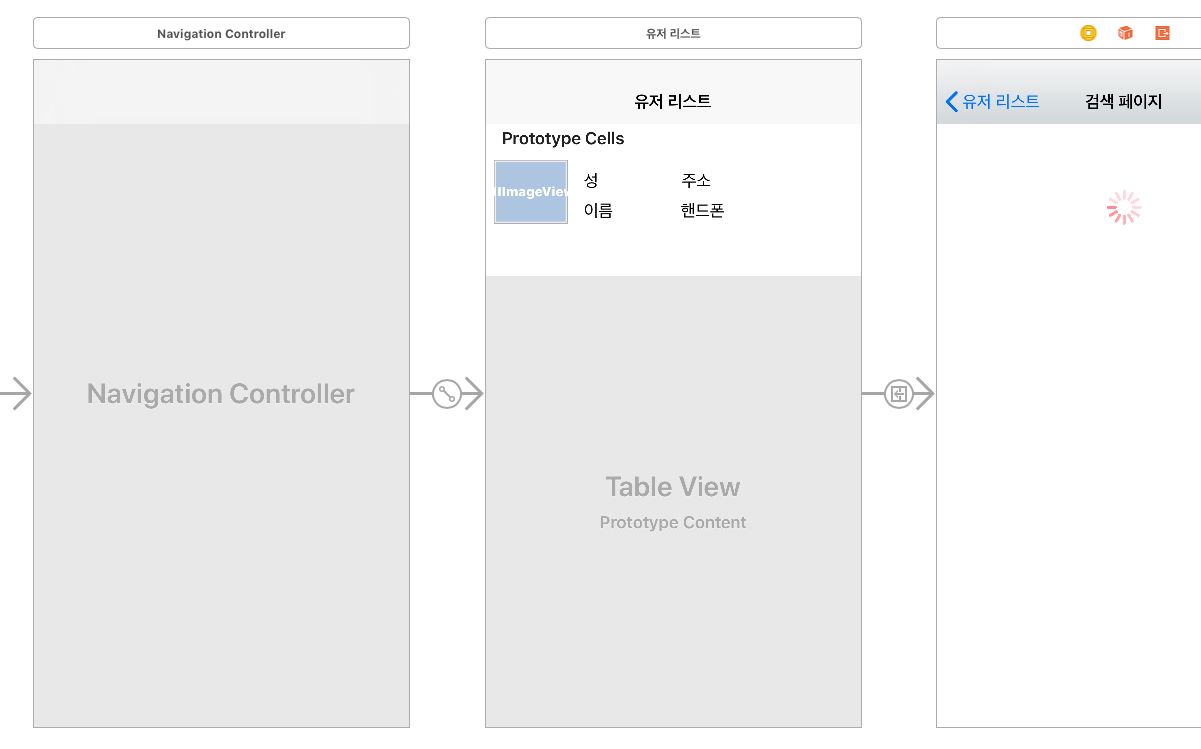 Navigation Controller
Navigation Controller
유저 리스트
유저 리스트
Prototype Cells
성
주소
이름
핸드폰
Table View
Prototype Content
유저 리스트
검색 페이지